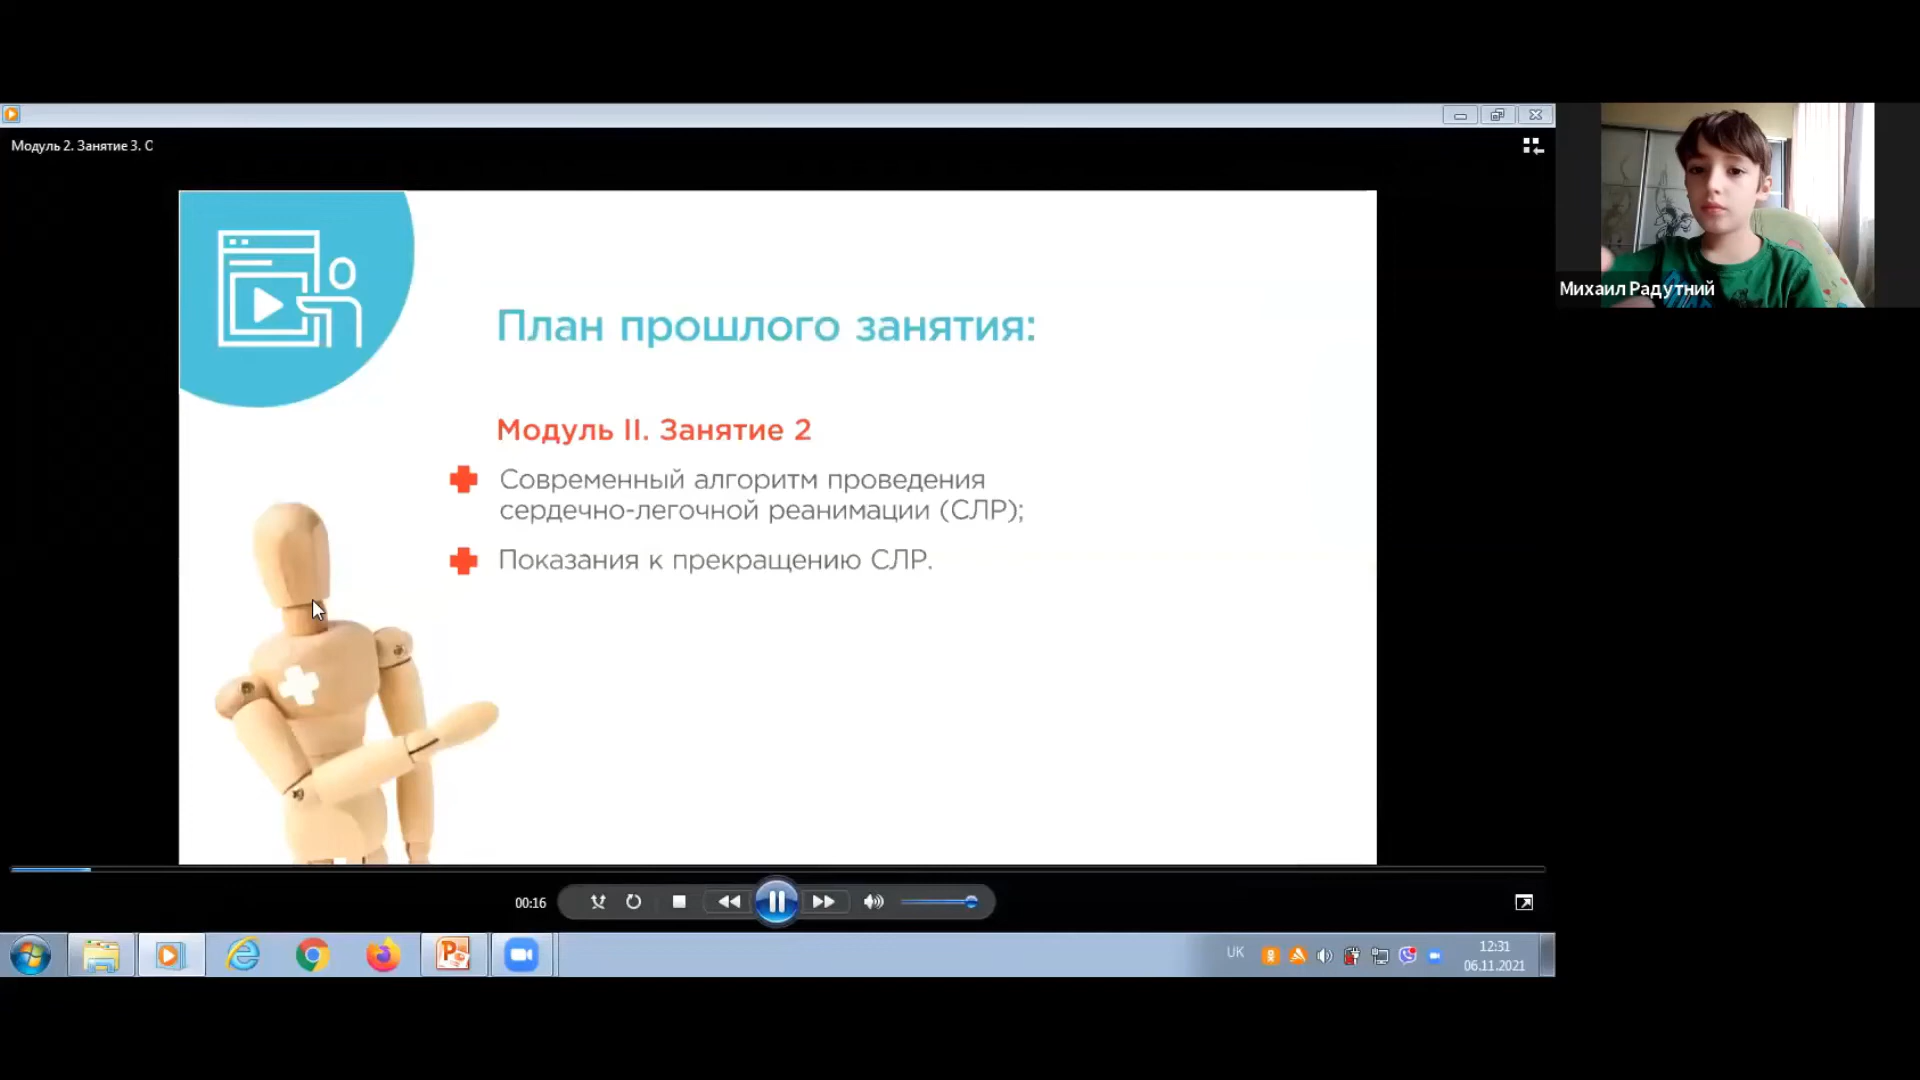 Модуль 2. Занятие 3. С
План прошлого занятия:
Модуль II. Занятие 2
Современный алгоритм проведения
сердечно-легочной реанимации (СЛР);
Показания к прекращению СЛР.
Михаил Радутний
00:16
UK
12:31
06.11.2021